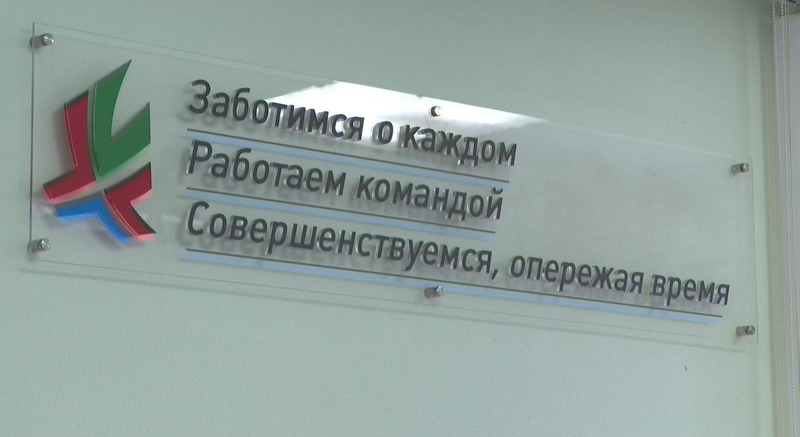 Заботимся о каждом
Работаем командой
Совершенствуемся, опережая время